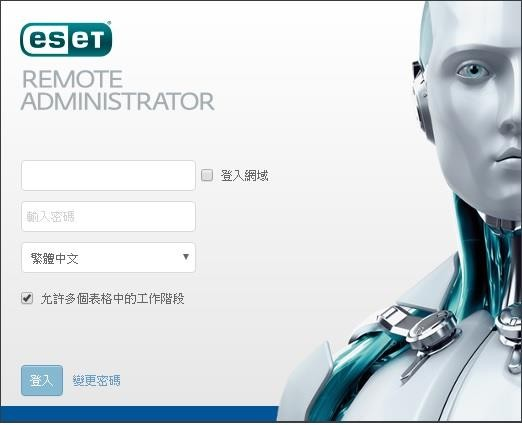 eset
REMOTE
ADMINISTRATOR
登入網域
輸入密碼
繁體中文
允許多個表格中的工作階段
登入 變更密碼